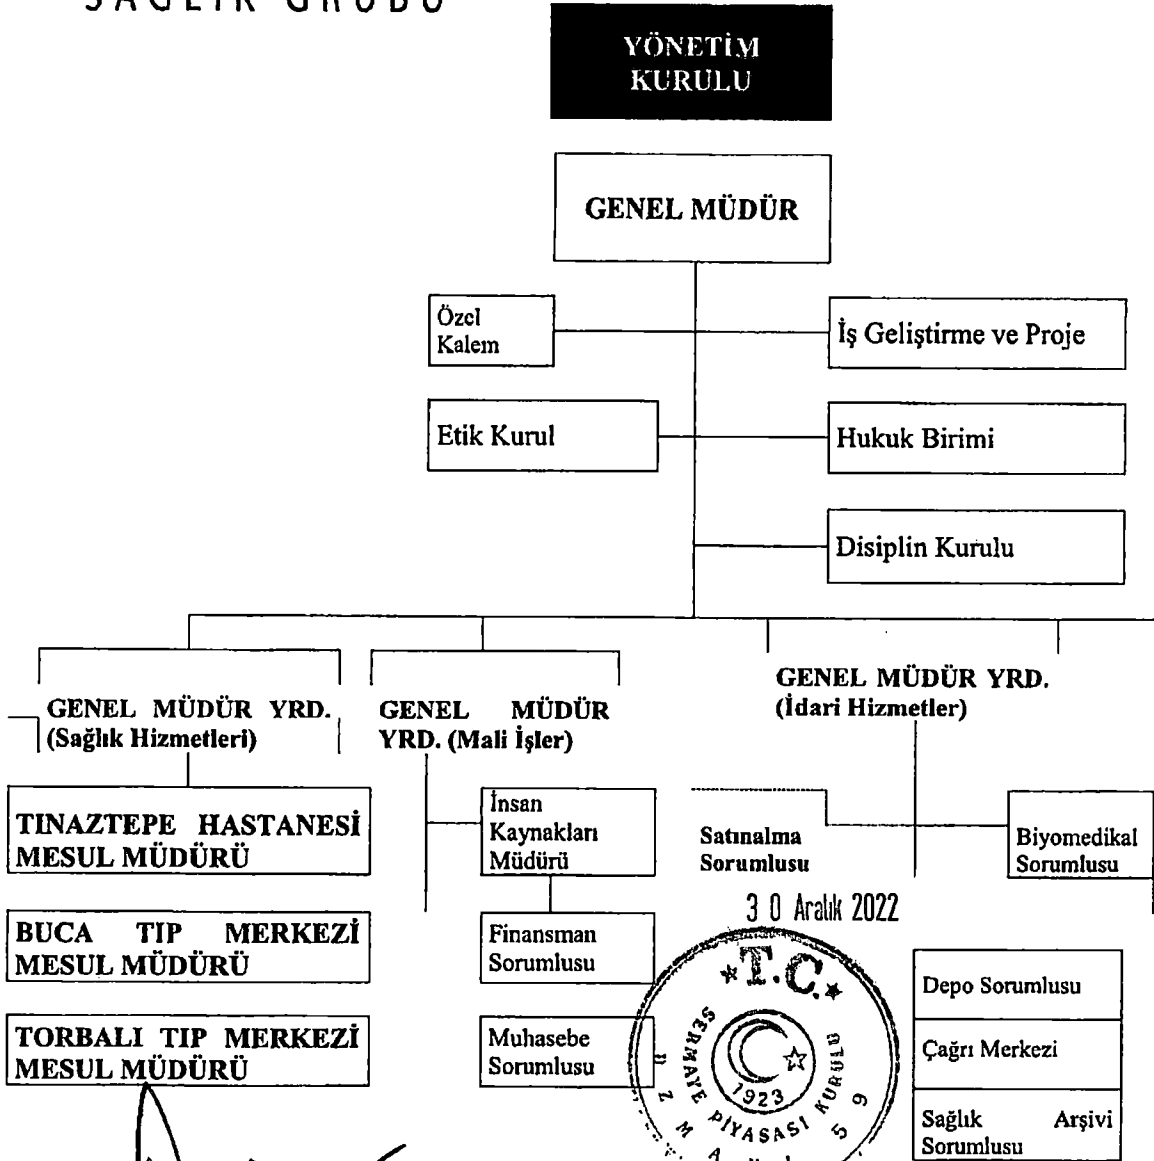 SAĞLIK GRUBU
YÖNETİM
KURULU
GENEL MÜDÜR
Özel
Kalem
İş Geliştirme ve Proje
Etik Kurul
Hukuk Birimi
Disiplin Kurulu
GENEL MÜDÜR YRD.
(Sağlık Hizmetleri)
GENEL MÜDÜR
YRD. (Mali İşler)
GENEL MÜDÜR YRD.
(İdari Hizmetler)
TINAZTEPE HASTANESİ
MESUL MÜDÜRÜ
İnsan
Kaynakları
Müdürü
Satınalma
Sorumlusu
Biyomedikal
Sorumlusu
30 Aralık 2022
BUCA TIP MERKEZİ
MESUL MÜDÜRÜ
Finansman
Sorumlusu
TORBALI TIP MERKEZİ
MESUL MÜDÜRÜ
Muhasebe
Sorumlusu
★T.C.★
SERMAYE PİYASASI KURULU
1923
Depo Sorumlusu
Çağrı Merkezi
Sağlık Arşivi
Sorumlusu